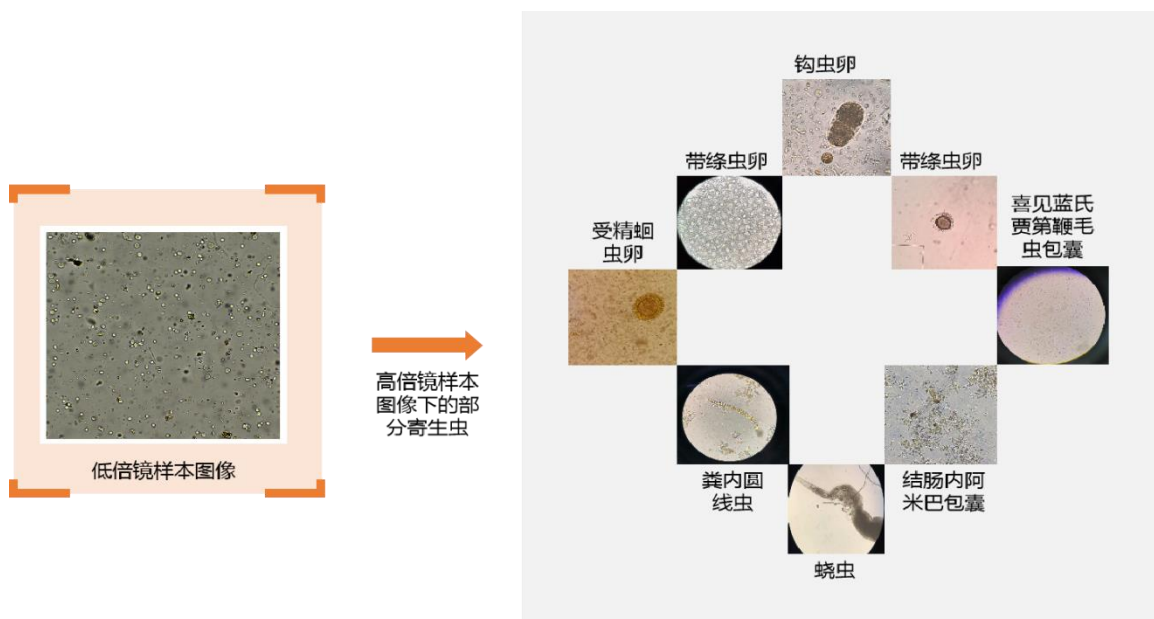 钩虫卵
带绦虫卵
带绦虫卵
喜见蓝氏
贾第鞭毛
虫包囊
受精蛔
虫卵
高倍镜样本
图像下的部
分寄生虫
低倍镜样本图像
粪内圆
线虫
结肠内阿
米巴包囊
蛲虫